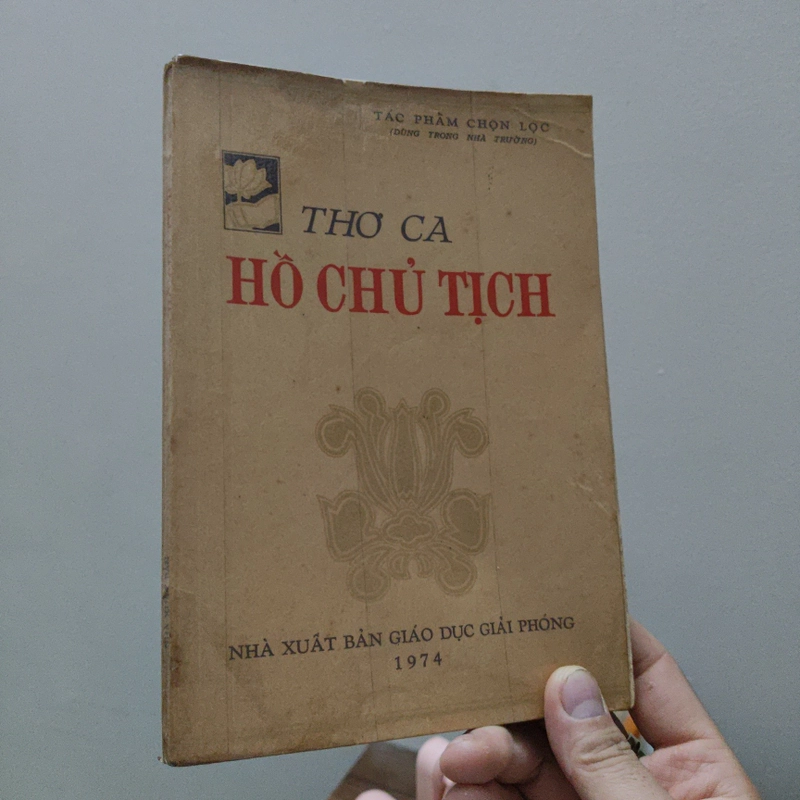 TÁC PHẨM CHỌN LỌC
(DÙNG TRONG NHÀ TRƯỜNG)
THƠ CA
HỒ CHỦ TỊCH
NHÀ XUẤT BẢN GIÁO DỤC GIẢI PHÓNG
1974